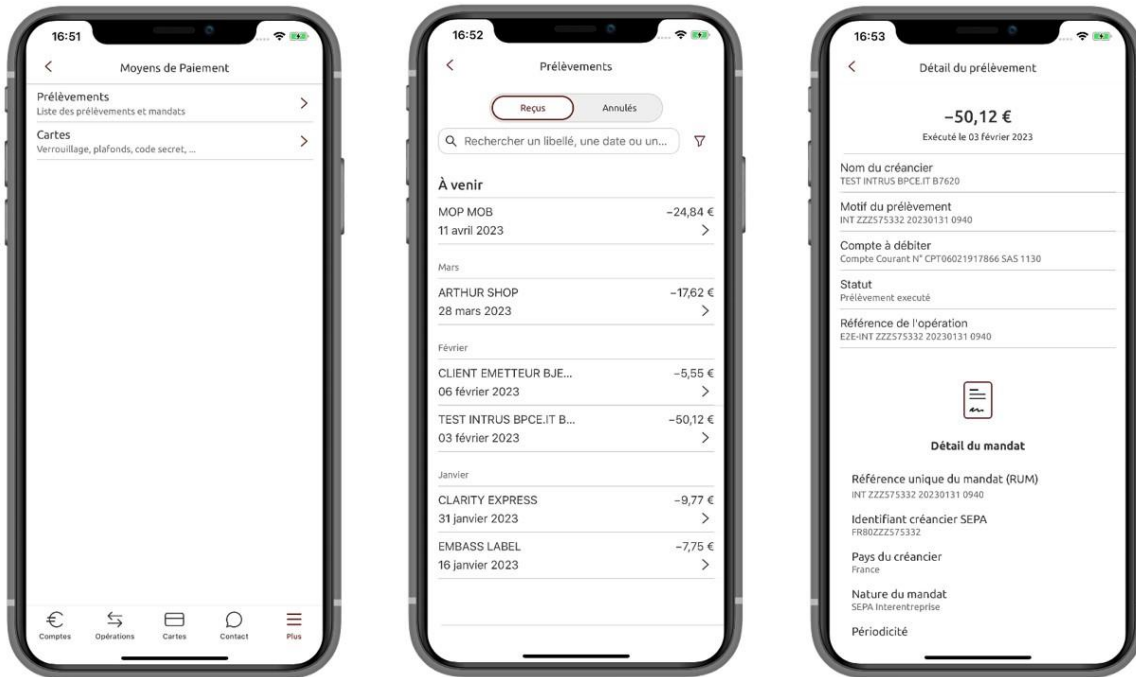 16:51
Moyens de Paiement
Prélèvements
Liste des prélèvements et mandats
Cartes
Verrouillage, plafonds, code secret, ...
Comptes
Opérations
Cartes
Contact
Plus
16:52
Prélèvements
Reçus
Annulés
Rechercher un libellé, une date ou un...
À venir
MOP MOB −24,84 €
11 avril 2023
Mars
ARTHUR SHOP −17,62 €
28 mars 2023
Février
CLIENT EMETTEUR BJE... −5,55 €
06 février 2023
TEST INTRUS BPCE.IT B... −50,12 €
03 février 2023
Janvier
CLARITY EXPRESS −9,77 €
31 janvier 2023
EMBASS LABEL −7,75 €
16 janvier 2023
16:53
Détail du prélèvement
−50,12 €
Exécuté le 03 février 2023
Nom du créancier
TEST INTRUS BPCE.IT B7620
Motif du prélèvement
INT ZZZ575332 20230131 0940
Compte à débiter
Compte Courant N° CPT06021917866 SAS 1130
Statut
Prélèvement executé
Référence de l'opération
E2E-INT ZZZ575332 20230131 0940
Détail du mandat
Référence unique du mandat (RUM)
INT ZZZ575332 20230131 0940
Identifiant créancier SEPA
FR80ZZZ575332
Pays du créancier
France
Nature du mandat
SEPA Interentreprise
Périodicité